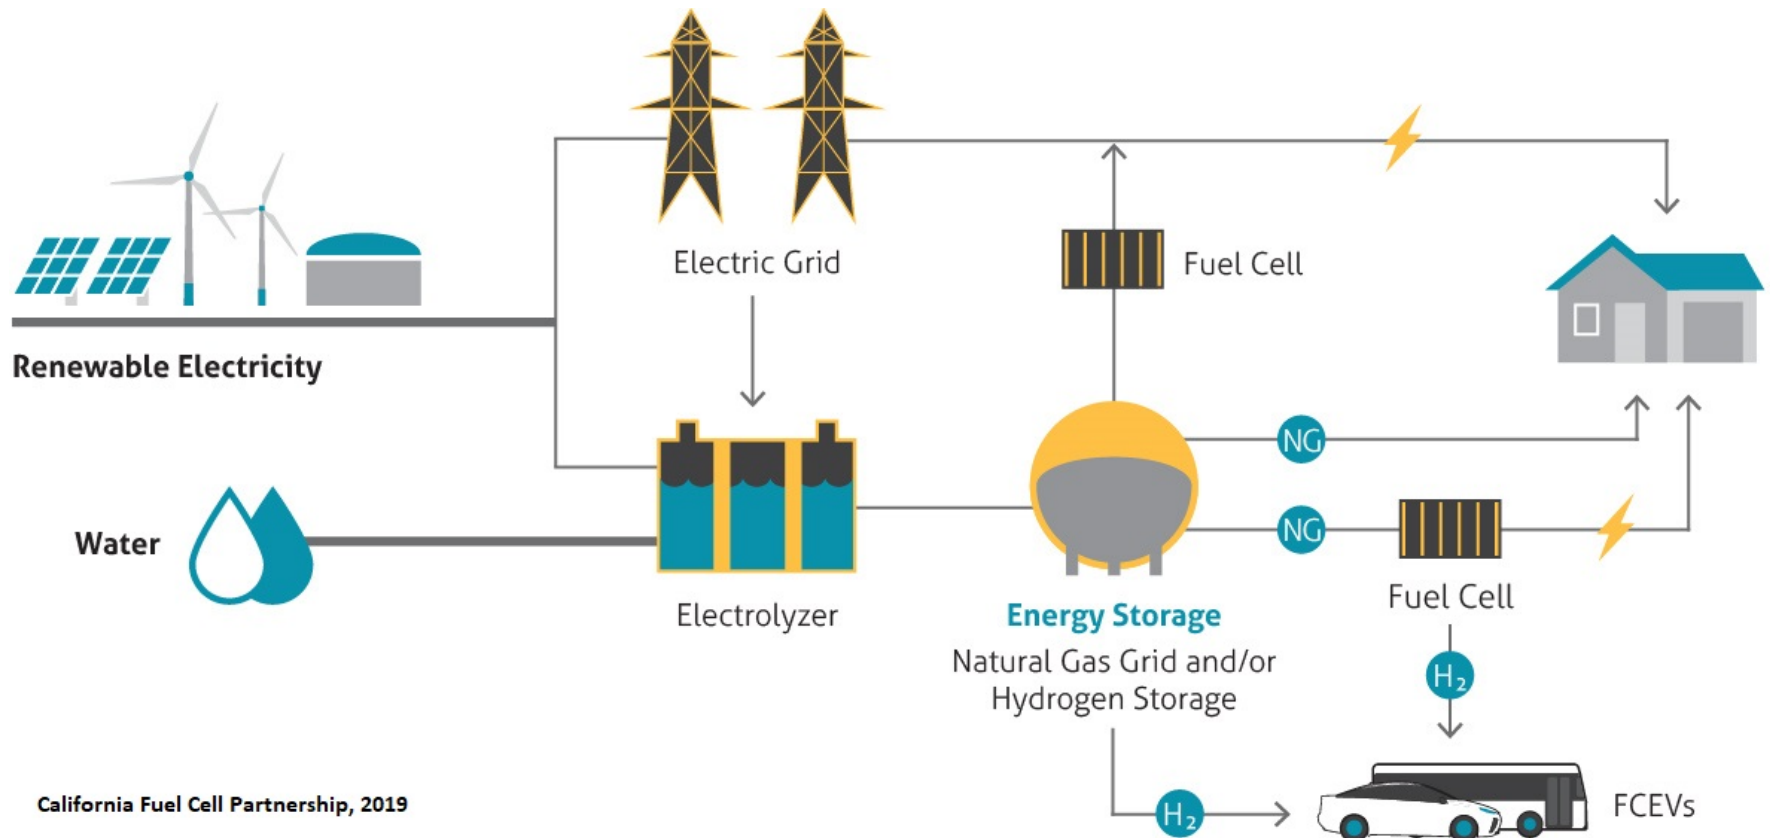 Electric Grid
Fuel Cell
Renewable Electricity
NG
Water
NG
Electrolyzer
Energy Storage
Natural Gas Grid and/or
Hydrogen Storage
Fuel Cell
H₂
H₂
FCEVs
California Fuel Cell Partnership, 2019